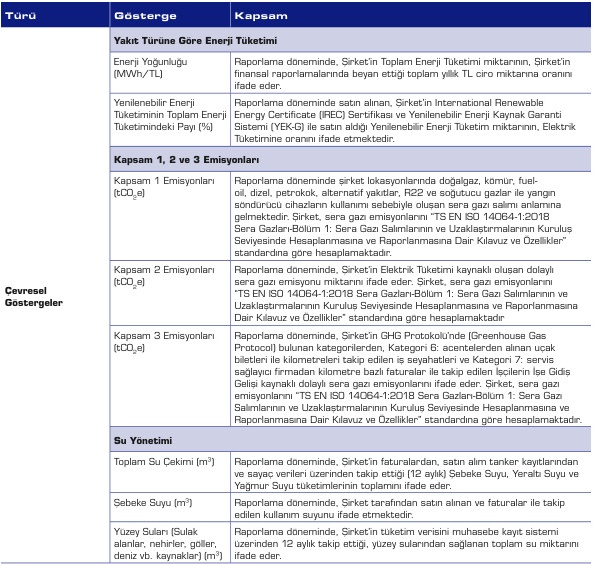 Türü Gösterge Kapsam
Yakıt Türüne Göre Enerji Tüketimi
Enerji Yoğunluğu
(MWh/TL)
Raporlama döneminde, Şirket’in Toplam Enerji Tüketimi miktarının, Şirket’in
finansal raporlamalarında beyan ettiği toplam yıllık TL ciro miktarına oranını
ifade eder.
Yenilenebilir Enerji
Tüketiminin Toplam Enerji
Tüketimindeki Payı (%)
Raporlama döneminde satın alınan, Şirket’in International Renewable
Energy Certificate (IREC) Sertifikası ve Yenilenebilir Enerji Kaynak Garanti
Sistemi (YEK-G) ile satın aldığı Yenilenebilir Enerji Tüketim miktarının, Elektrik
Tüketimine oranını ifade etmektedir.
Kapsam 1, 2 ve 3 Emisyonları
Çevresel
Göstergeler
Kapsam 1 Emisyonları
(tCO₂e)
Raporlama döneminde şirket lokasyonlarında doğalgaz, kömür, fuel-
oil, dizel, petrokok, alternatif yakıtlar, R22 ve soğutucu gazlar ile yangın
söndürücü cihazların kullanımı sebebiyle oluşan sera gazı salımı anlamına
gelmektedir. Şirket, sera gazı emisyonlarını “TS EN ISO 14064-1:2018
Sera Gazları-Bölüm 1: Sera Gazı Salımlarının ve Uzaklaştırmalarının Kuruluş
Seviyesinde Hesaplanmasına ve Raporlanmasına Dair Kılavuz ve Özellikler”
standardına göre hesaplamaktadır.
Kapsam 2 Emisyonları
(tCO₂e)
Raporlama döneminde, Şirket’in Elektrik Tüketimi kaynaklı oluşan dolaylı
sera gazı emisyonu miktarını ifade eder. Şirket, sera gazı emisyonlarını
“TS EN ISO 14064-1:2018 Sera Gazları-Bölüm 1: Sera Gazı Salımlarının ve
Uzaklaştırmalarının Kuruluş Seviyesinde Hesaplanmasına ve Raporlanmasına
Dair Kılavuz ve Özellikler” standardına göre hesaplamaktadır
Kapsam 3 Emisyonları
(tCO₂e)
Raporlama döneminde, Şirket’in GHG Protokolü’nde (Greenhouse Gas
Protocol) bulunan kategorilerden, Kategori 6: acentelerden alınan uçak
biletleri ile kilometreleri takip edilen iş seyahatleri ve Kategori 7: servis
sağlayıcı firmadan kilometre bazlı faturalar ile takip edilen İşçilerin İşe Gidiş
Gelişi kaynaklı dolaylı sera gazı emisyonlarını ifade eder. Şirket, sera gazı
emisyonlarını “TS EN ISO 14064-1:2018 Sera Gazları-Bölüm 1: Sera Gazı
Salımlarının ve Uzaklaştırmalarının Kuruluş Seviyesinde Hesaplanmasına ve
Raporlanmasına Dair Kılavuz ve Özellikler” standardına göre hesaplamaktadır.
Su Yönetimi
Toplam Su Çekimi (m³)
Raporlama döneminde, Şirket’in faturalardan, satın alım tanker kayıtlarından
ve sayaç verileri üzerinden takip ettiği (12 aylık) Şebeke Suyu, Yeraltı Suyu ve
Yağmur Suyu tüketimlerinin toplamını ifade eder.
Şebeke Suyu (m³)
Raporlama döneminde, Şirket tarafından satın alınan ve faturalar ile takip
edilen kullanım suyunu ifade etmektedir.
Yüzey Suları (Sulak
alanlar, nehirler, göller,
deniz vb. kaynaklar) (m³)
Raporlama döneminde, Şirket’in tüketim verisini muhasebe kayıt sistemi
üzerinden 12 aylık takip ettiği, yüzey sularından sağlanan toplam su miktarını
ifade eder.